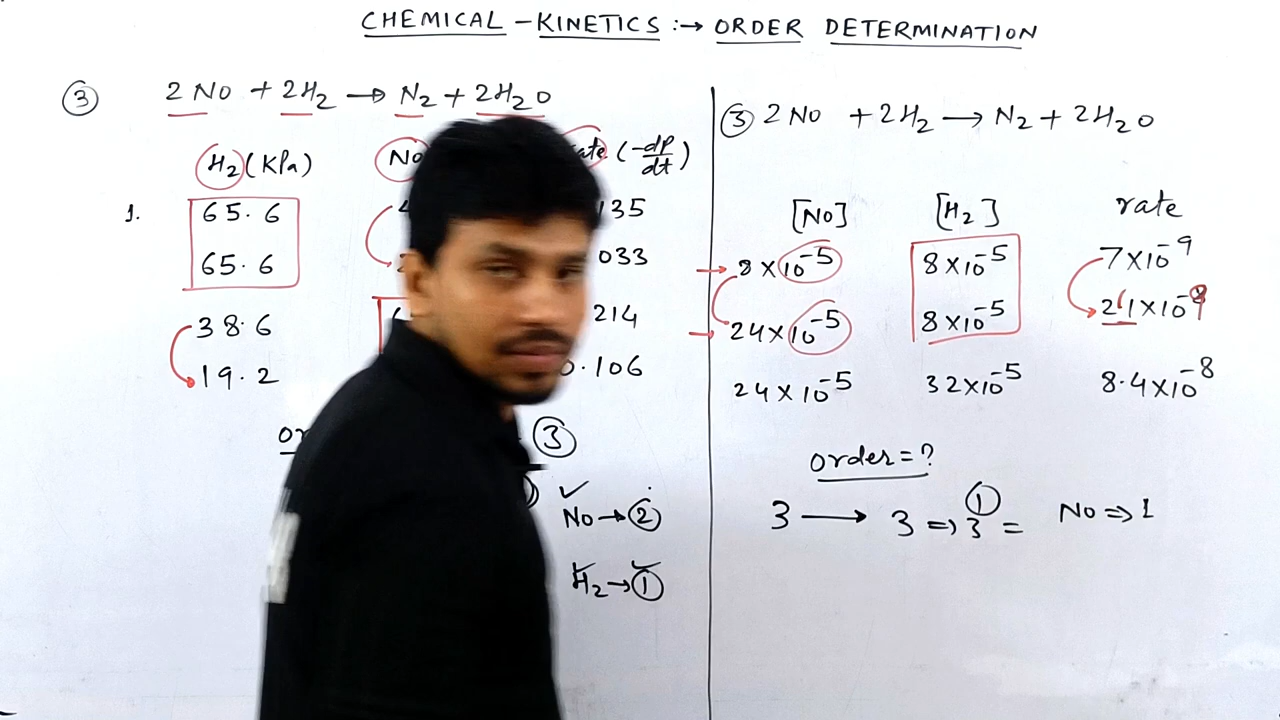 CHEMICAL - KINETICS :→ ORDER DETERMINATION
③ 2NO + 2H₂ → N₂ + 2H₂O
H₂ (KPa) No (-dp/dt)
1. 65.6 135
65.6 033
38.6 214
19.2 0.106
③
No → ②
H₂ → ①
③ 2NO + 2H₂ → N₂ + 2H₂O
[NO] [H₂] rate
8×10⁻⁵ 8×10⁻⁵ 7×10⁻⁹
24×10⁻⁵ 8×10⁻⁵ 21×10⁻⁹
24×10⁻⁵ 32×10⁻⁵ 8.4×10⁻⁸
order = ?
3 → 3 ⇒ 3^① = No ⇒ 1